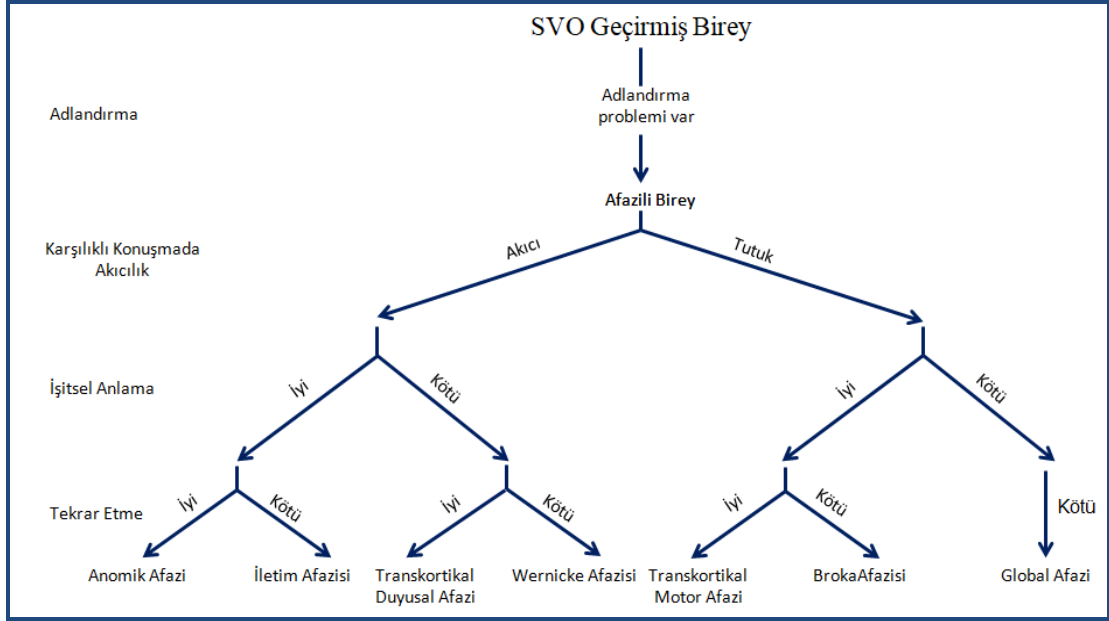 SVO Geçirmiş Birey
Adlandırma
Adlandırma
problemi var
Afazili Birey
Karşılıklı Konuşmada
Akıcılık
Akıcı
Tutuk
İşitsel Anlama
İyi
Kötü
İyi
Kötü
Tekrar Etme
İyi
Kötü
İyi
Kötü
İyi
Kötü
Kötü
Anomik Afazi
İletim Afazisi
Transkortikal
Duyusal Afazi
Wernicke Afazisi
Transkortikal
Motor Afazi
BrokaAfazisi
Global Afazi